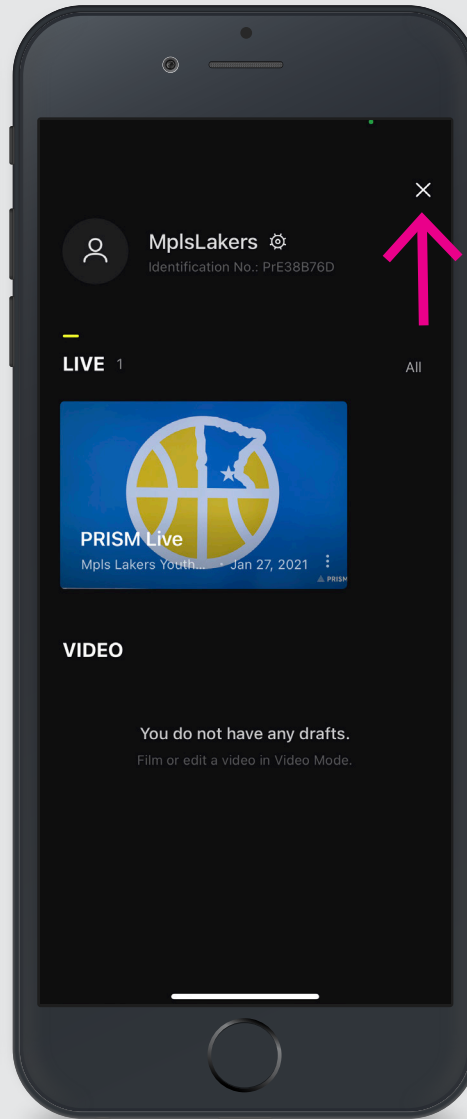 MplsLakers
Identification No.: PrE38B76D
LIVE 1
All
PRISM Live
Mpls Lakers Youth... · Jan 27, 2021
PRISM
VIDEO
You do not have any drafts.
Film or edit a video in Video Mode.